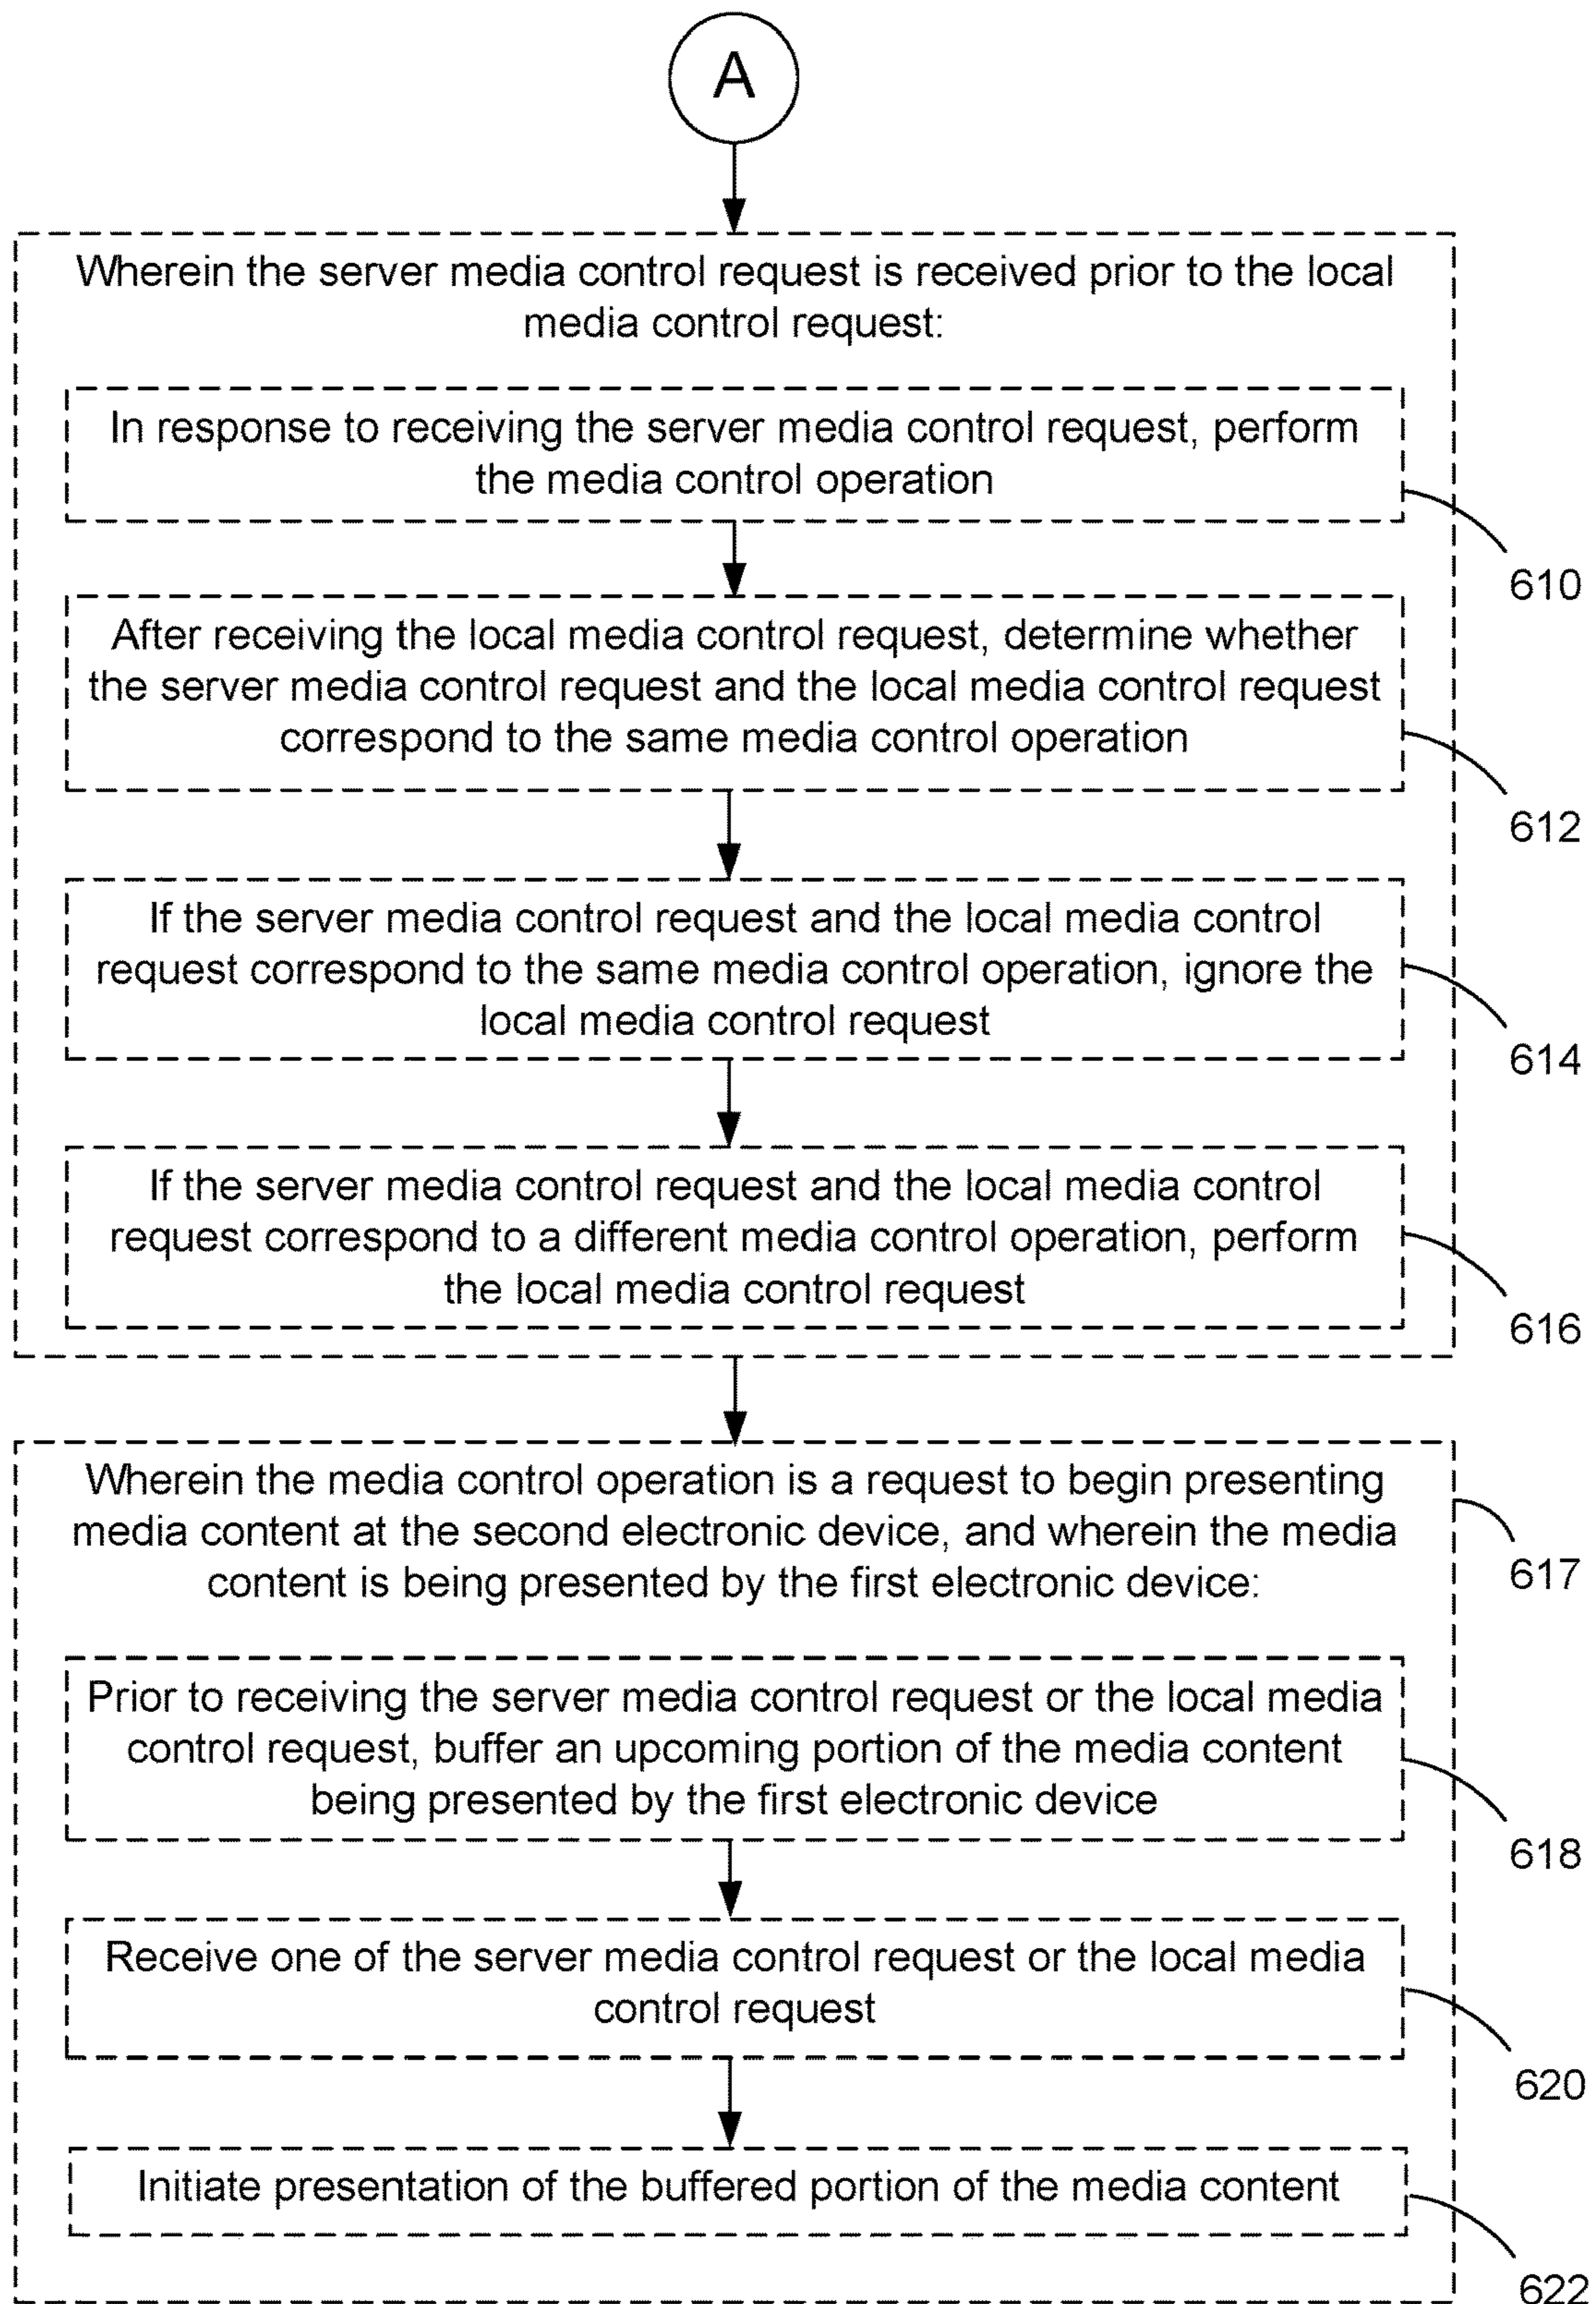 A
Wherein the server media control request is received prior to the local
media control request:
In response to receiving the server media control request, perform
the media control operation
610
After receiving the local media control request, determine whether
the server media control request and the local media control request
correspond to the same media control operation
612
If the server media control request and the local media control
request correspond to the same media control operation, ignore the
local media control request
614
If the server media control request and the local media control
request correspond to a different media control operation, perform
the local media control request
616
Wherein the media control operation is a request to begin presenting
media content at the second electronic device, and wherein the media
content is being presented by the first electronic device:
617
Prior to receiving the server media control request or the local media
control request, buffer an upcoming portion of the media content
being presented by the first electronic device
618
Receive one of the server media control request or the local media
control request
620
Initiate presentation of the buffered portion of the media content
622